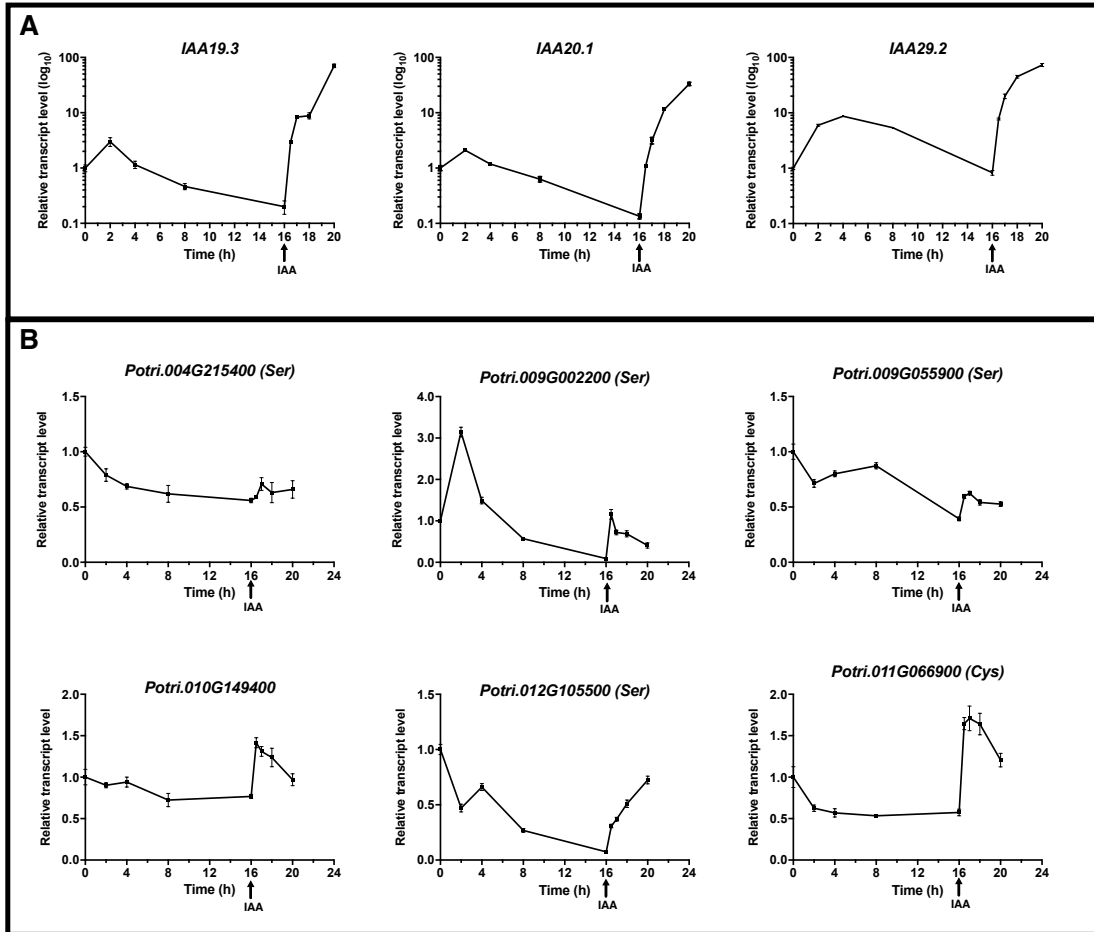 A
IAA19.3
IAA20.1
IAA29.2
Relative transcript level (log10)
100
10
1
0.1
0 2 4 6 8 10 12 14 16 18 20
Time (h)
IAA
Relative transcript level (log10)
100
10
1
0.1
0 2 4 6 8 10 12 14 16 18 20
Time (h)
IAA
Relative transcript level (log10)
100
10
1
0.1
0 2 4 6 8 10 12 14 16 18 20
Time (h)
IAA
B
Potri.004G215400 (Ser)
Relative transcript level
1.5
1.0
0.5
0.0
0 4 8 12 16 20 24
Time (h)
IAA
Potri.009G002200 (Ser)
Relative transcript level
4.0
3.0
2.0
1.0
0.0
0 4 8 12 16 20 24
Time (h)
IAA
Potri.009G055900 (Ser)
Relative transcript level
1.5
1.0
0.5
0.0
0 4 8 12 16 20 24
Time (h)
IAA
Potri.010G149400
Relative transcript level
2.0
1.5
1.0
0.5
0.0
0 4 8 12 16 20 24
Time (h)
IAA
Potri.012G105500 (Ser)
Relative transcript level
1.5
1.0
0.5
0.0
0 4 8 12 16 20 24
Time (h)
IAA
Potri.011G066900 (Cys)
Relative transcript level
2.0
1.5
1.0
0.5
0.0
0 4 8 12 16 20 24
Time (h)
IAA